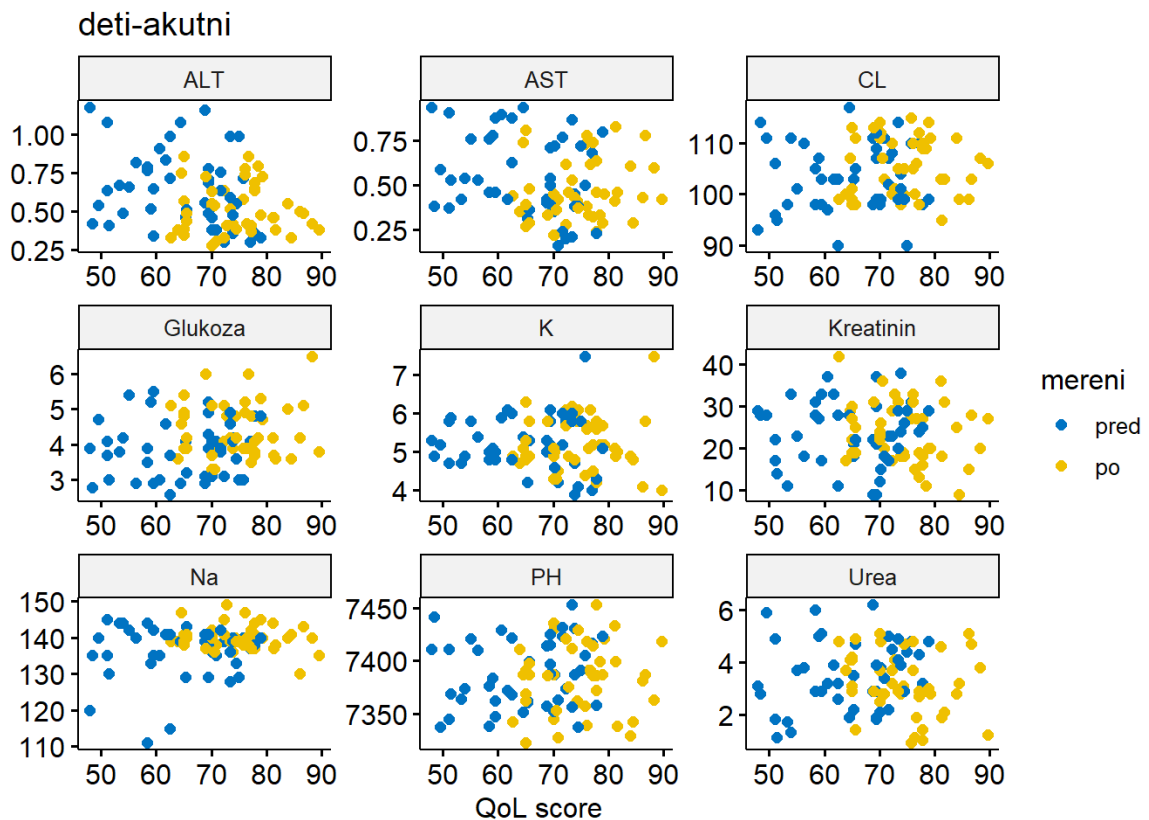 deti-akutni
ALT AST CL
1.00 0.75 0.50 0.25
0.75 0.50 0.25
110 100 90
50 60 70 80 90 50 60 70 80 90 50 60 70 80 90
Glukoza K Kreatinin
6 5 4 3
7 6 5 4
40 30 20 10
50 60 70 80 90 50 60 70 80 90 50 60 70 80 90
mereni
pred
po
Na PH Urea
150 140 130 120 110
7450 7400 7350
6 4 2
50 60 70 80 90 50 60 70 80 90 50 60 70 80 90
QoL score